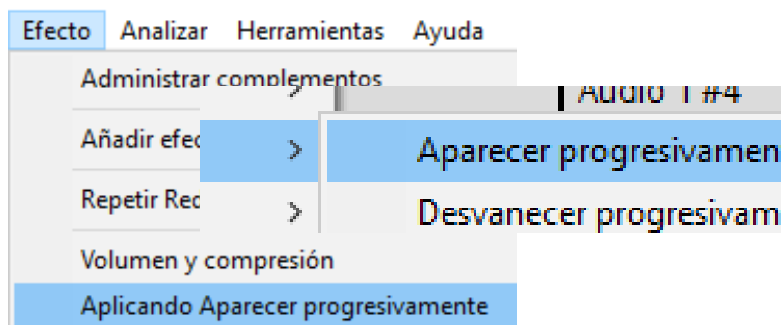 Efecto Analizar Herramientas Ayuda
Administrar complementos
Audio 1 #4
Añadir efec
Aparecer progresivamen
Repetir Rec
Desvanecer progresivam
Volumen y compresión
Aplicando Aparecer progresivamente